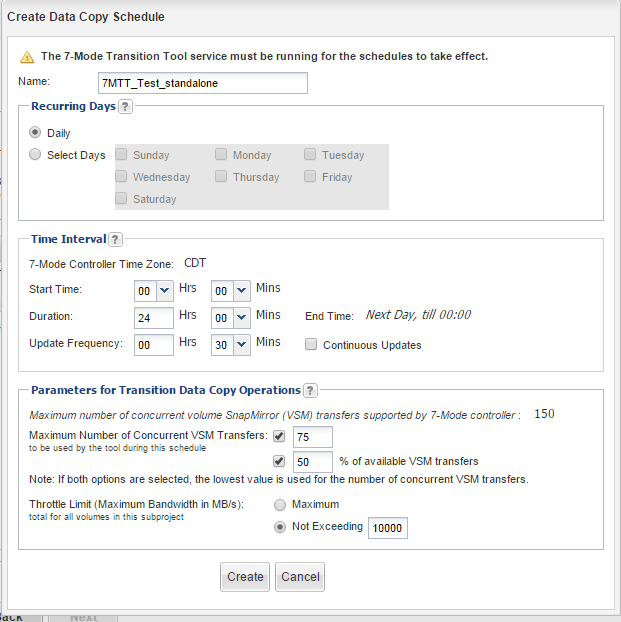 Create Data Copy Schedule
The 7-Mode Transition Tool service must be running for the schedules to take effect.
Name: 7MTT_Test_standalone
Recurring Days ?
Daily
Select Days Sunday Monday Tuesday
Wednesday Thursday Friday
Saturday
Time Interval ?
7-Mode Controller Time Zone: CDT
Start Time: 00 Hrs 00 Mins
Duration: 24 Hrs 00 Mins End Time: Next Day, till 00:00
Update Frequency: 00 Hrs 30 Mins Continuous Updates
Parameters for Transition Data Copy Operations ?
Maximum number of concurrent volume SnapMirror (VSM) transfers supported by 7-Mode controller : 150
Maximum Number of Concurrent VSM Transfers: 75
to be used by the tool during this schedule
50 % of available VSM transfers
Note: If both options are selected, the lowest value is used for the number of concurrent VSM transfers.
Throttle Limit (Maximum Bandwidth in MB/s): Maximum
total for all volumes in this subproject
Not Exceeding 10000
Create Cancel
Next